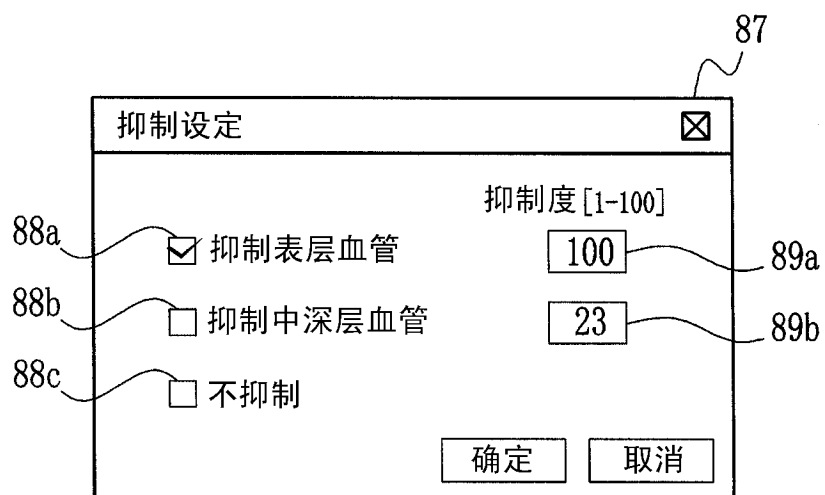 87
抑制设定
抑制度[1-100]
88a 抑制表层血管 100 89a
88b 抑制中深层血管 23 89b
88c 不抑制
确定 取消